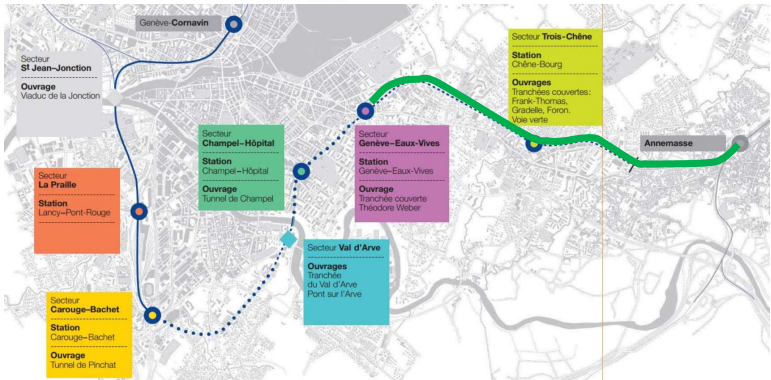 Genève-Cornavin
Secteur
St Jean–Jonction
Ouvrage
Viaduc de la Jonction
Secteur
La Praille
Station
Lancy–Pont-Rouge
Secteur
Carouge–Bachet
Station
Carouge–Bachet
Ouvrage
Tunnel de Pinchat
Secteur
Champel-Hôpital
Station
Champel–Hôpital
Ouvrage
Tunnel de Champel
Secteur Val d'Arve
Ouvrages
Tranchée
du Val d'Arve
Pont sur l'Arve
Secteur
Genève–Eaux-Vives
Station
Genève–Eaux-Vives
Ouvrage
Tranchée couverte
Théodore Weber
Secteur Trois-Chêne
Station
Chêne-Bourg
Ouvrages
Tranchées couvertes:
Frank-Thomas,
Gradelle, Foron.
Voie verte
Annemasse